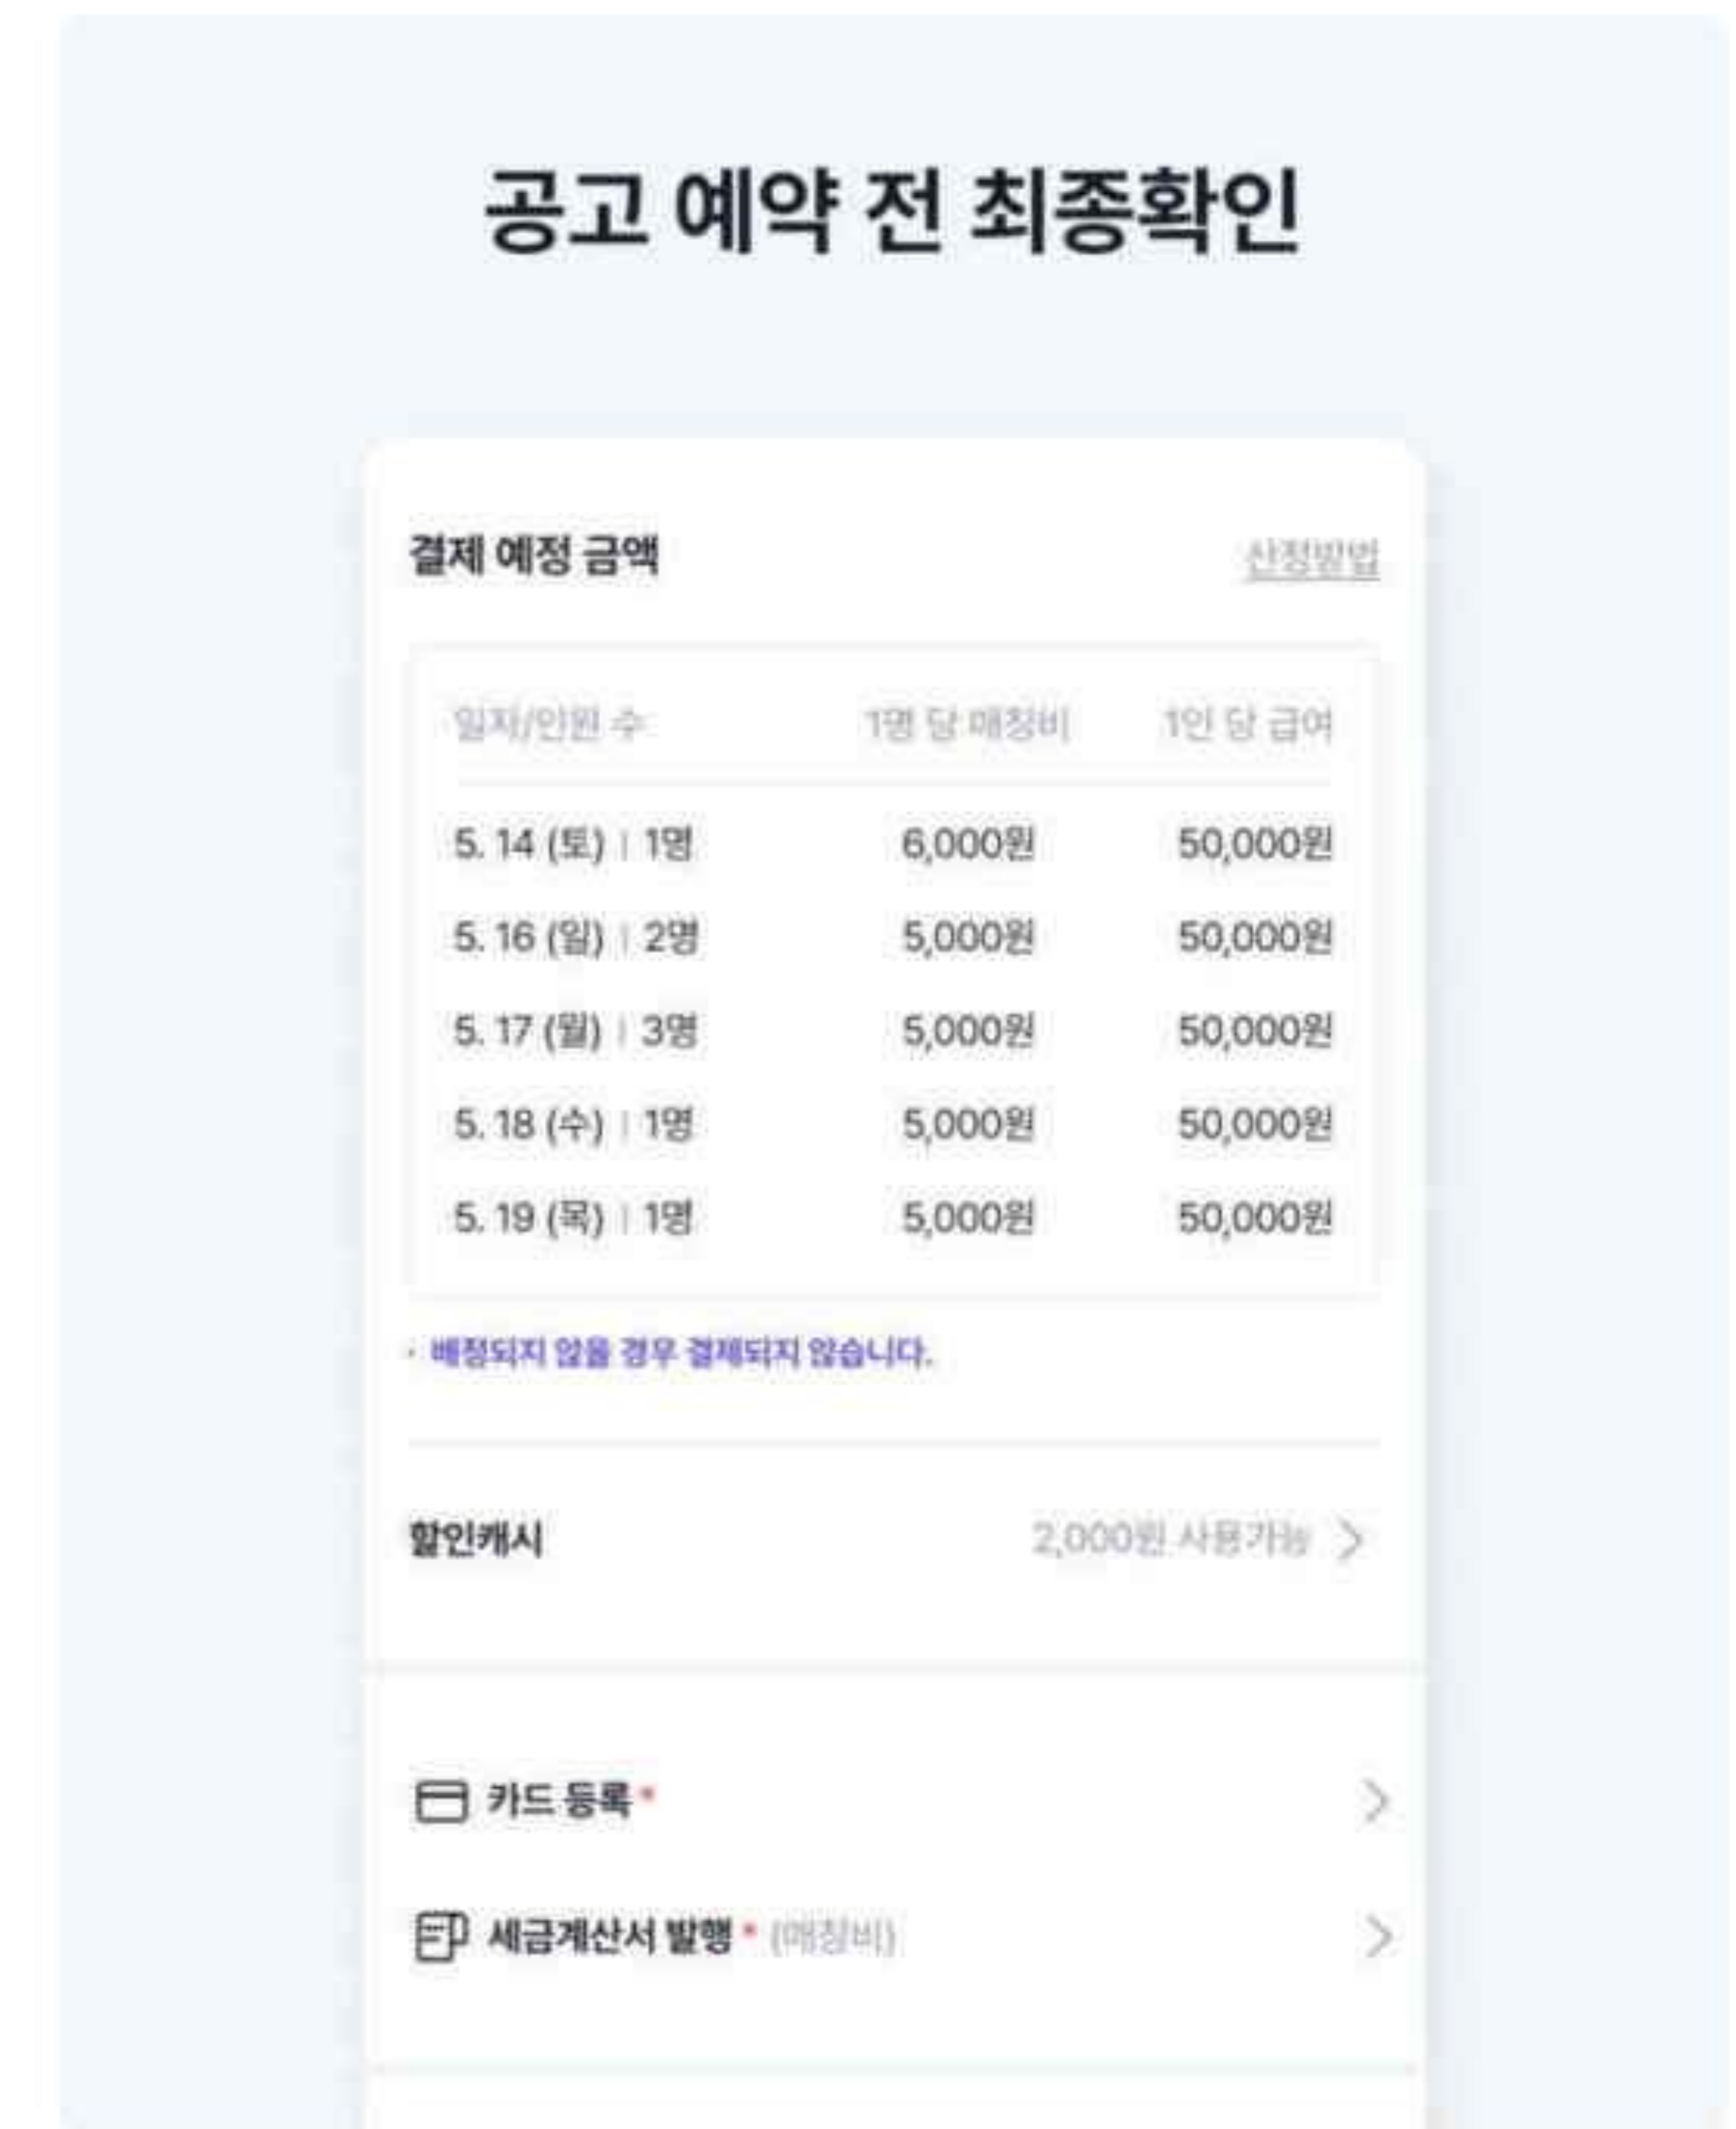 공고 예약 전 최종확인
결제 예정 금액 산정방법
일자/인원 수 1명 당 매칭비 1인 당 급여
5. 14 (토) | 1명 6,000원 50,000원
5. 16 (일) | 2명 5,000원 50,000원
5. 17 (월) | 3명 5,000원 50,000원
5. 18 (수) | 1명 5,000원 50,000원
5. 19 (목) | 1명 5,000원 50,000원
· 배정되지 않을 경우 결제되지 않습니다.
할인캐시 2,000원 사용가능 >
카드 등록 * >
세금계산서 발행 * (매칭비) >